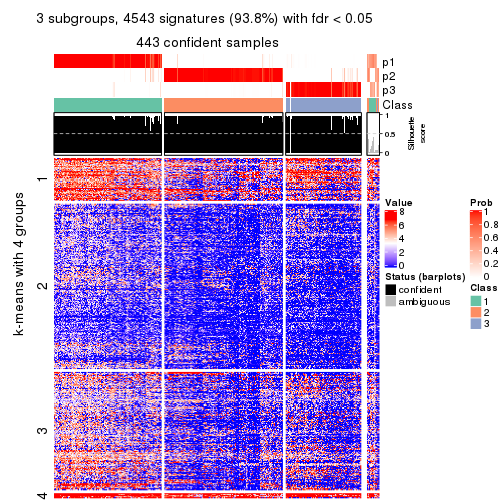 3 subgroups, 4543 signatures (93.8%) with fdr < 0.05
443 confident samples
p1
p2
p3
Class
1
0.5
0
Silhouette
score
k-means with 4 groups
1
2
3
4
Value
8
6
4
2
0
Status (barplots)
confident
ambiguous
Prob
1
0.8
0.6
0.4
0.2
0
Class
1
2
3